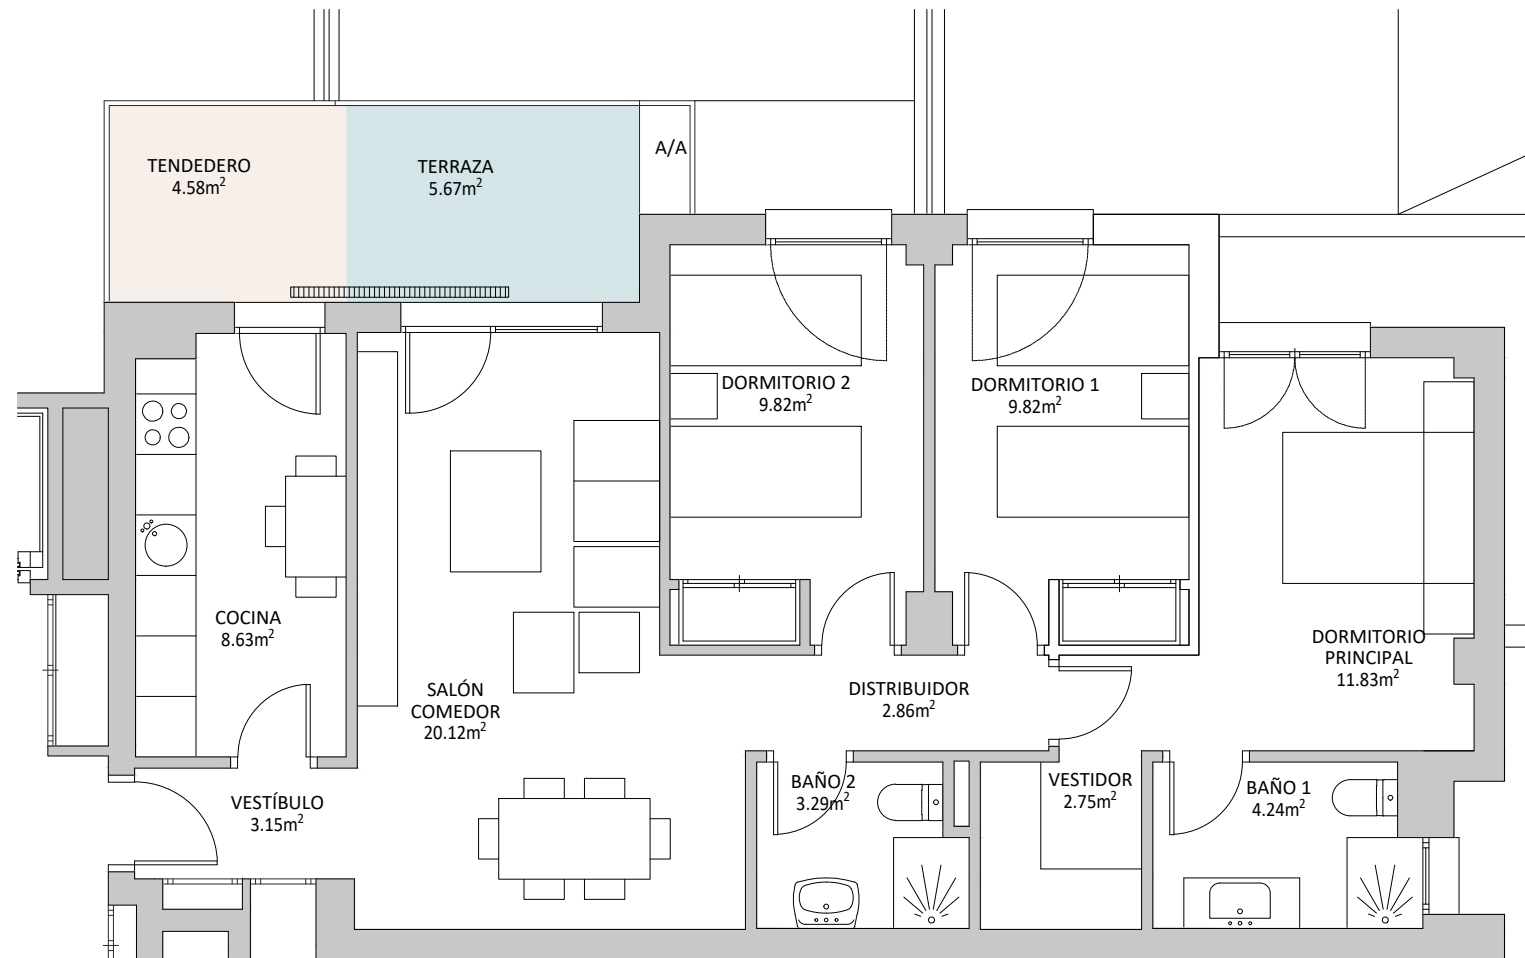 TENDEDERO
4.58m²
TERRAZA
5.67m²
A/A
DORMITORIO 2
9.82m²
DORMITORIO 1
9.82m²
COCINA
8.63m²
SALÓN
COMEDOR
20.12m²
DISTRIBUIDOR
2.86m²
DORMITORIO
PRINCIPAL
11.83m²
VESTÍBULO
3.15m²
BAÑO 2
3.29m²
VESTIDOR
2.75m²
BAÑO 1
4.24m²